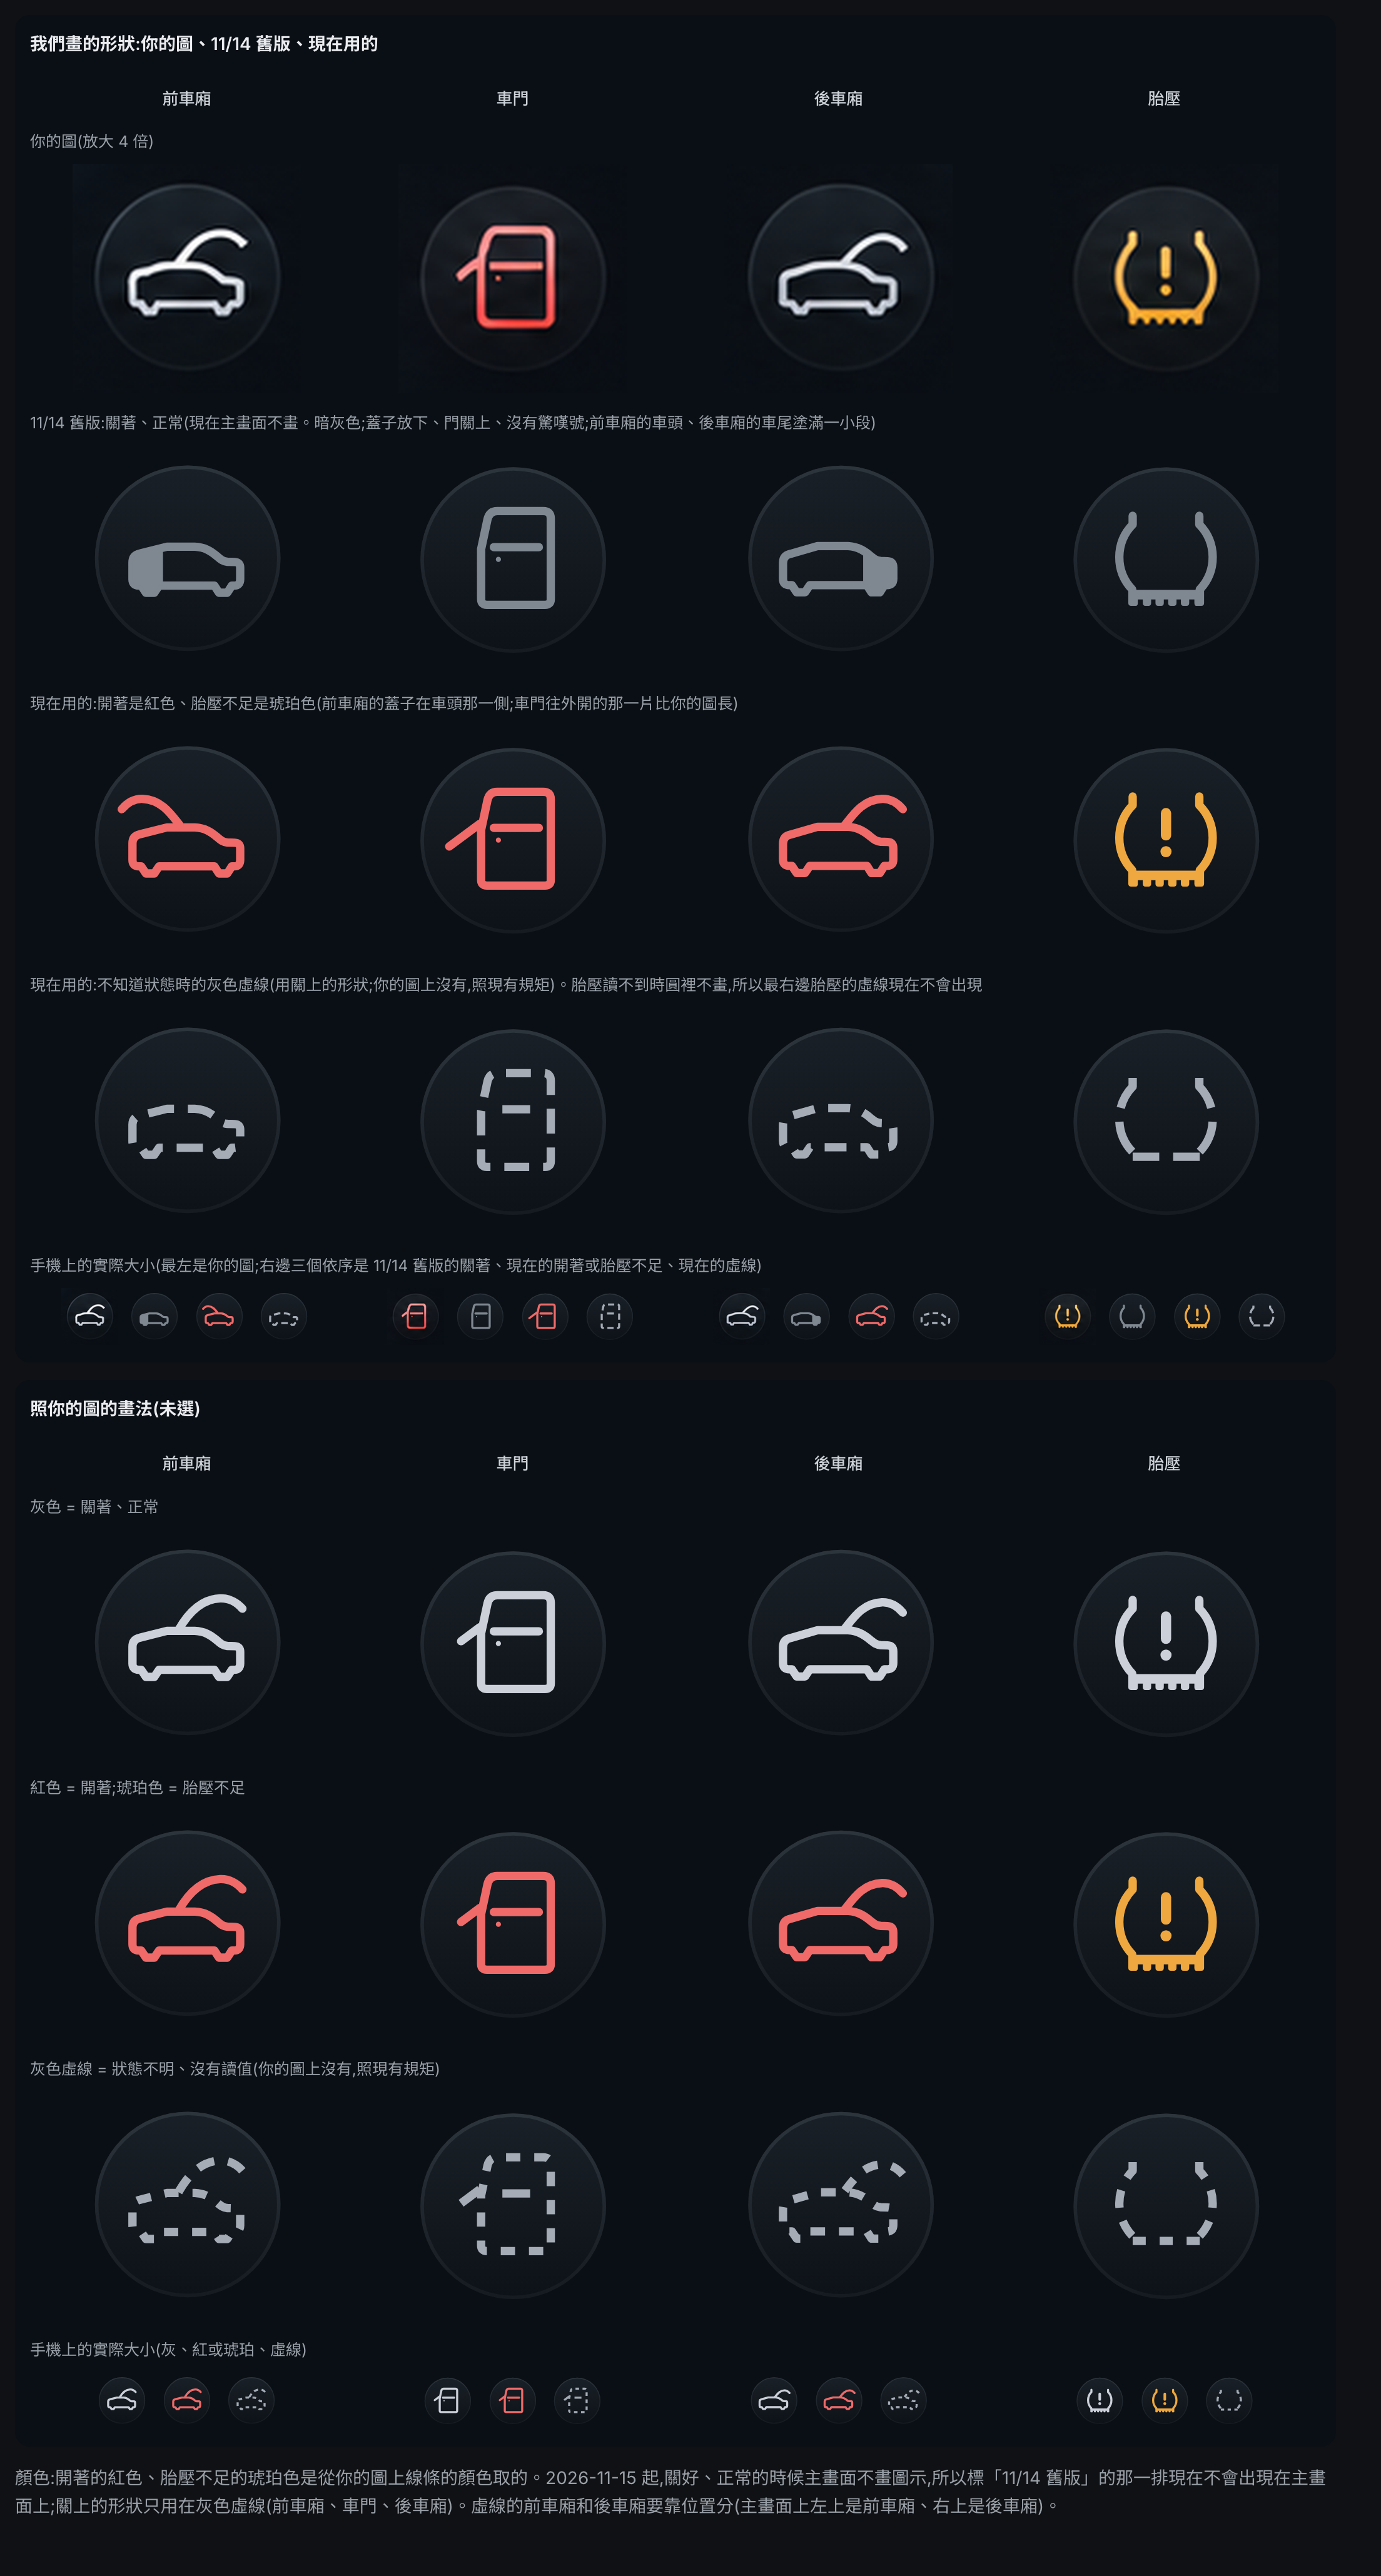 我們畫的形狀:你的圖、11/14 舊版、現在用的
前車廂 車門 後車廂 胎壓
你的圖(放大 4 倍)
11/14 舊版:關著、正常(現在主畫面不畫。暗灰色;蓋子放下、門關上、沒有驚嘆號;前車廂的車頭、後車廂的車尾塗滿一小段)
現在用的:開著是紅色、胎壓不足是琥珀色(前車廂的蓋子在車頭那一側;車門往外開的那一片比你的圖長)
現在用的:不知道狀態時的灰色虛線(用關上的形狀;你的圖上沒有,照現有規矩)。胎壓讀不到時圓裡不畫,所以最右邊胎壓的虛線現在不會出現
手機上的實際大小(最左是你的圖;右邊三個依序是 11/14 舊版的關著、現在的開著或胎壓不足、現在的虛線)
照你的圖的畫法(未選)
前車廂 車門 後車廂 胎壓
灰色 = 關著、正常
紅色 = 開著;琥珀色 = 胎壓不足
灰色虛線 = 狀態不明、沒有讀值(你的圖上沒有,照現有規矩)
手機上的實際大小(灰、紅或琥珀、虛線)
顏色:開著的紅色、胎壓不足的琥珀色是從你的圖上線條的顏色取的。2026-11-15 起,關好、正常的時候主畫面不畫圖示,所以標「11/14 舊版」的那一排現在不會出現在主畫
面上;關上的形狀只用在灰色虛線(前車廂、車門、後車廂)。虛線的前車廂和後車廂要靠位置分(主畫面上左上是前車廂、右上是後車廂)。